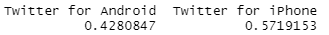 Twitter for Android Twitter for iPhone
0.4280847 0.5719153